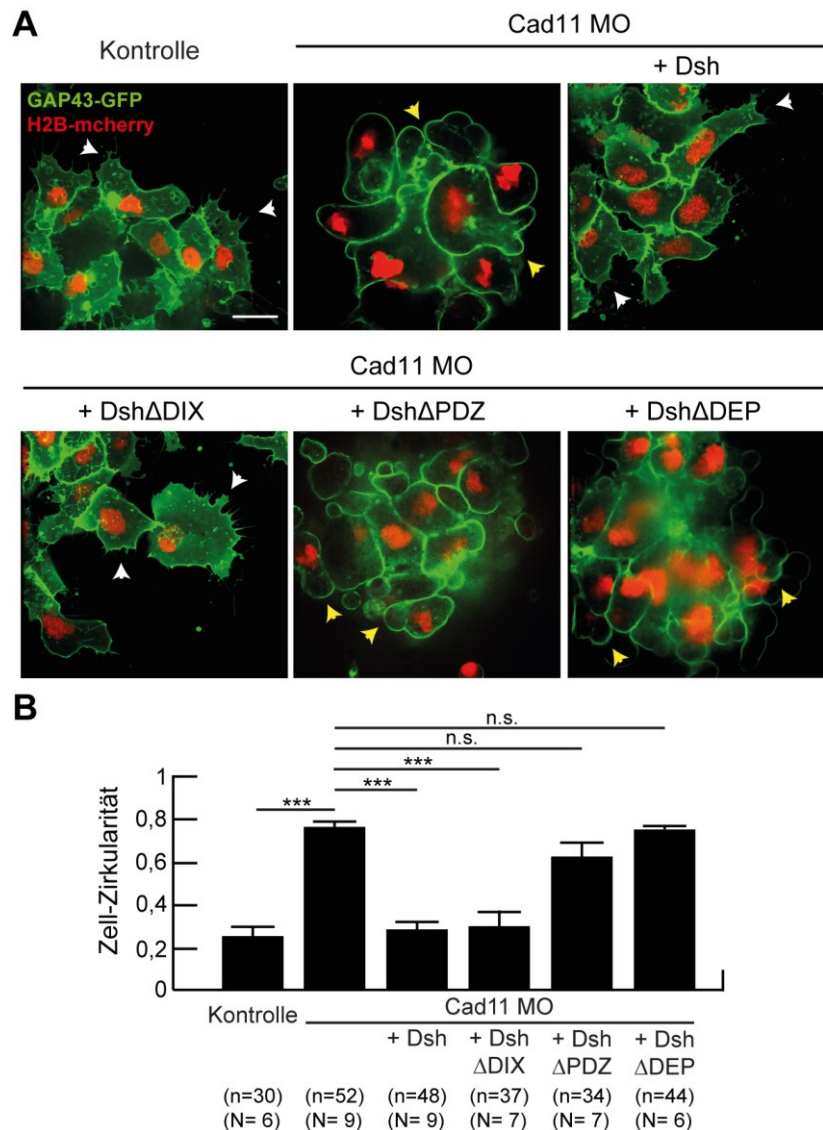 A
Kontrolle
Cad11 MO
+ Dsh
GAP43-GFP
H2B-mcherry
Cad11 MO
+ DshΔDIX
+ DshΔPDZ
+ DshΔDEP
B
n.s.
n.s.
***
***
***
Zell-Zirkularität
1
0,8
0,6
0,4
0,2
0
Kontrolle
Cad11 MO
+ Dsh
+ Dsh ΔDIX
+ Dsh ΔPDZ
+ Dsh ΔDEP
(n=30) (n=52) (n=48) (n=37) (n=34) (n=44)
(N= 6) (N= 9) (N= 9) (N= 7) (N= 7) (N= 6)